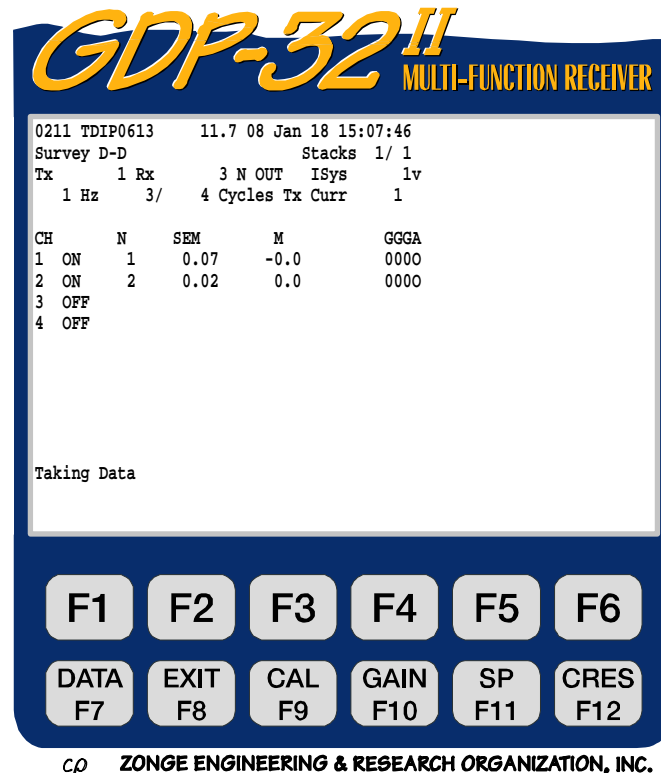 GDP-32 II
MULTI-FUNCTION RECEIVER
0211 TDIP0613 11.7 08 Jan 18 15:07:46
Survey D-D Stacks 1/ 1
Tx 1 Rx 3 N OUT ISys 1v
1 Hz 3/ 4 Cycles Tx Curr 1
CH N SEM M GGGA
1 ON 1 0.07 -0.0 000O
2 ON 2 0.02 0.0 000O
3 OFF
4 OFF
Taking Data
F1 F2 F3 F4 F5 F6
DATA EXIT CAL GAIN SP CRES
F7 F8 F9 F10 F11 F12
ZONGE ENGINEERING & RESEARCH ORGANIZATION, INC.